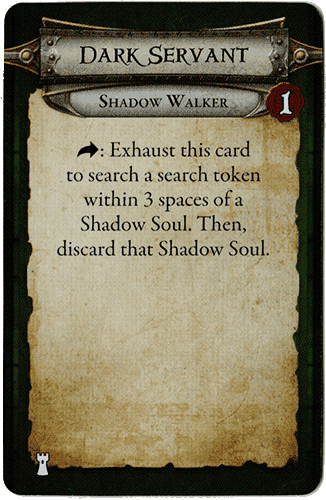 DARK SERVANT
SHADOW WALKER
1
: Exhaust this card
to search a search token
within 3 spaces of a
Shadow Soul. Then,
discard that Shadow Soul.